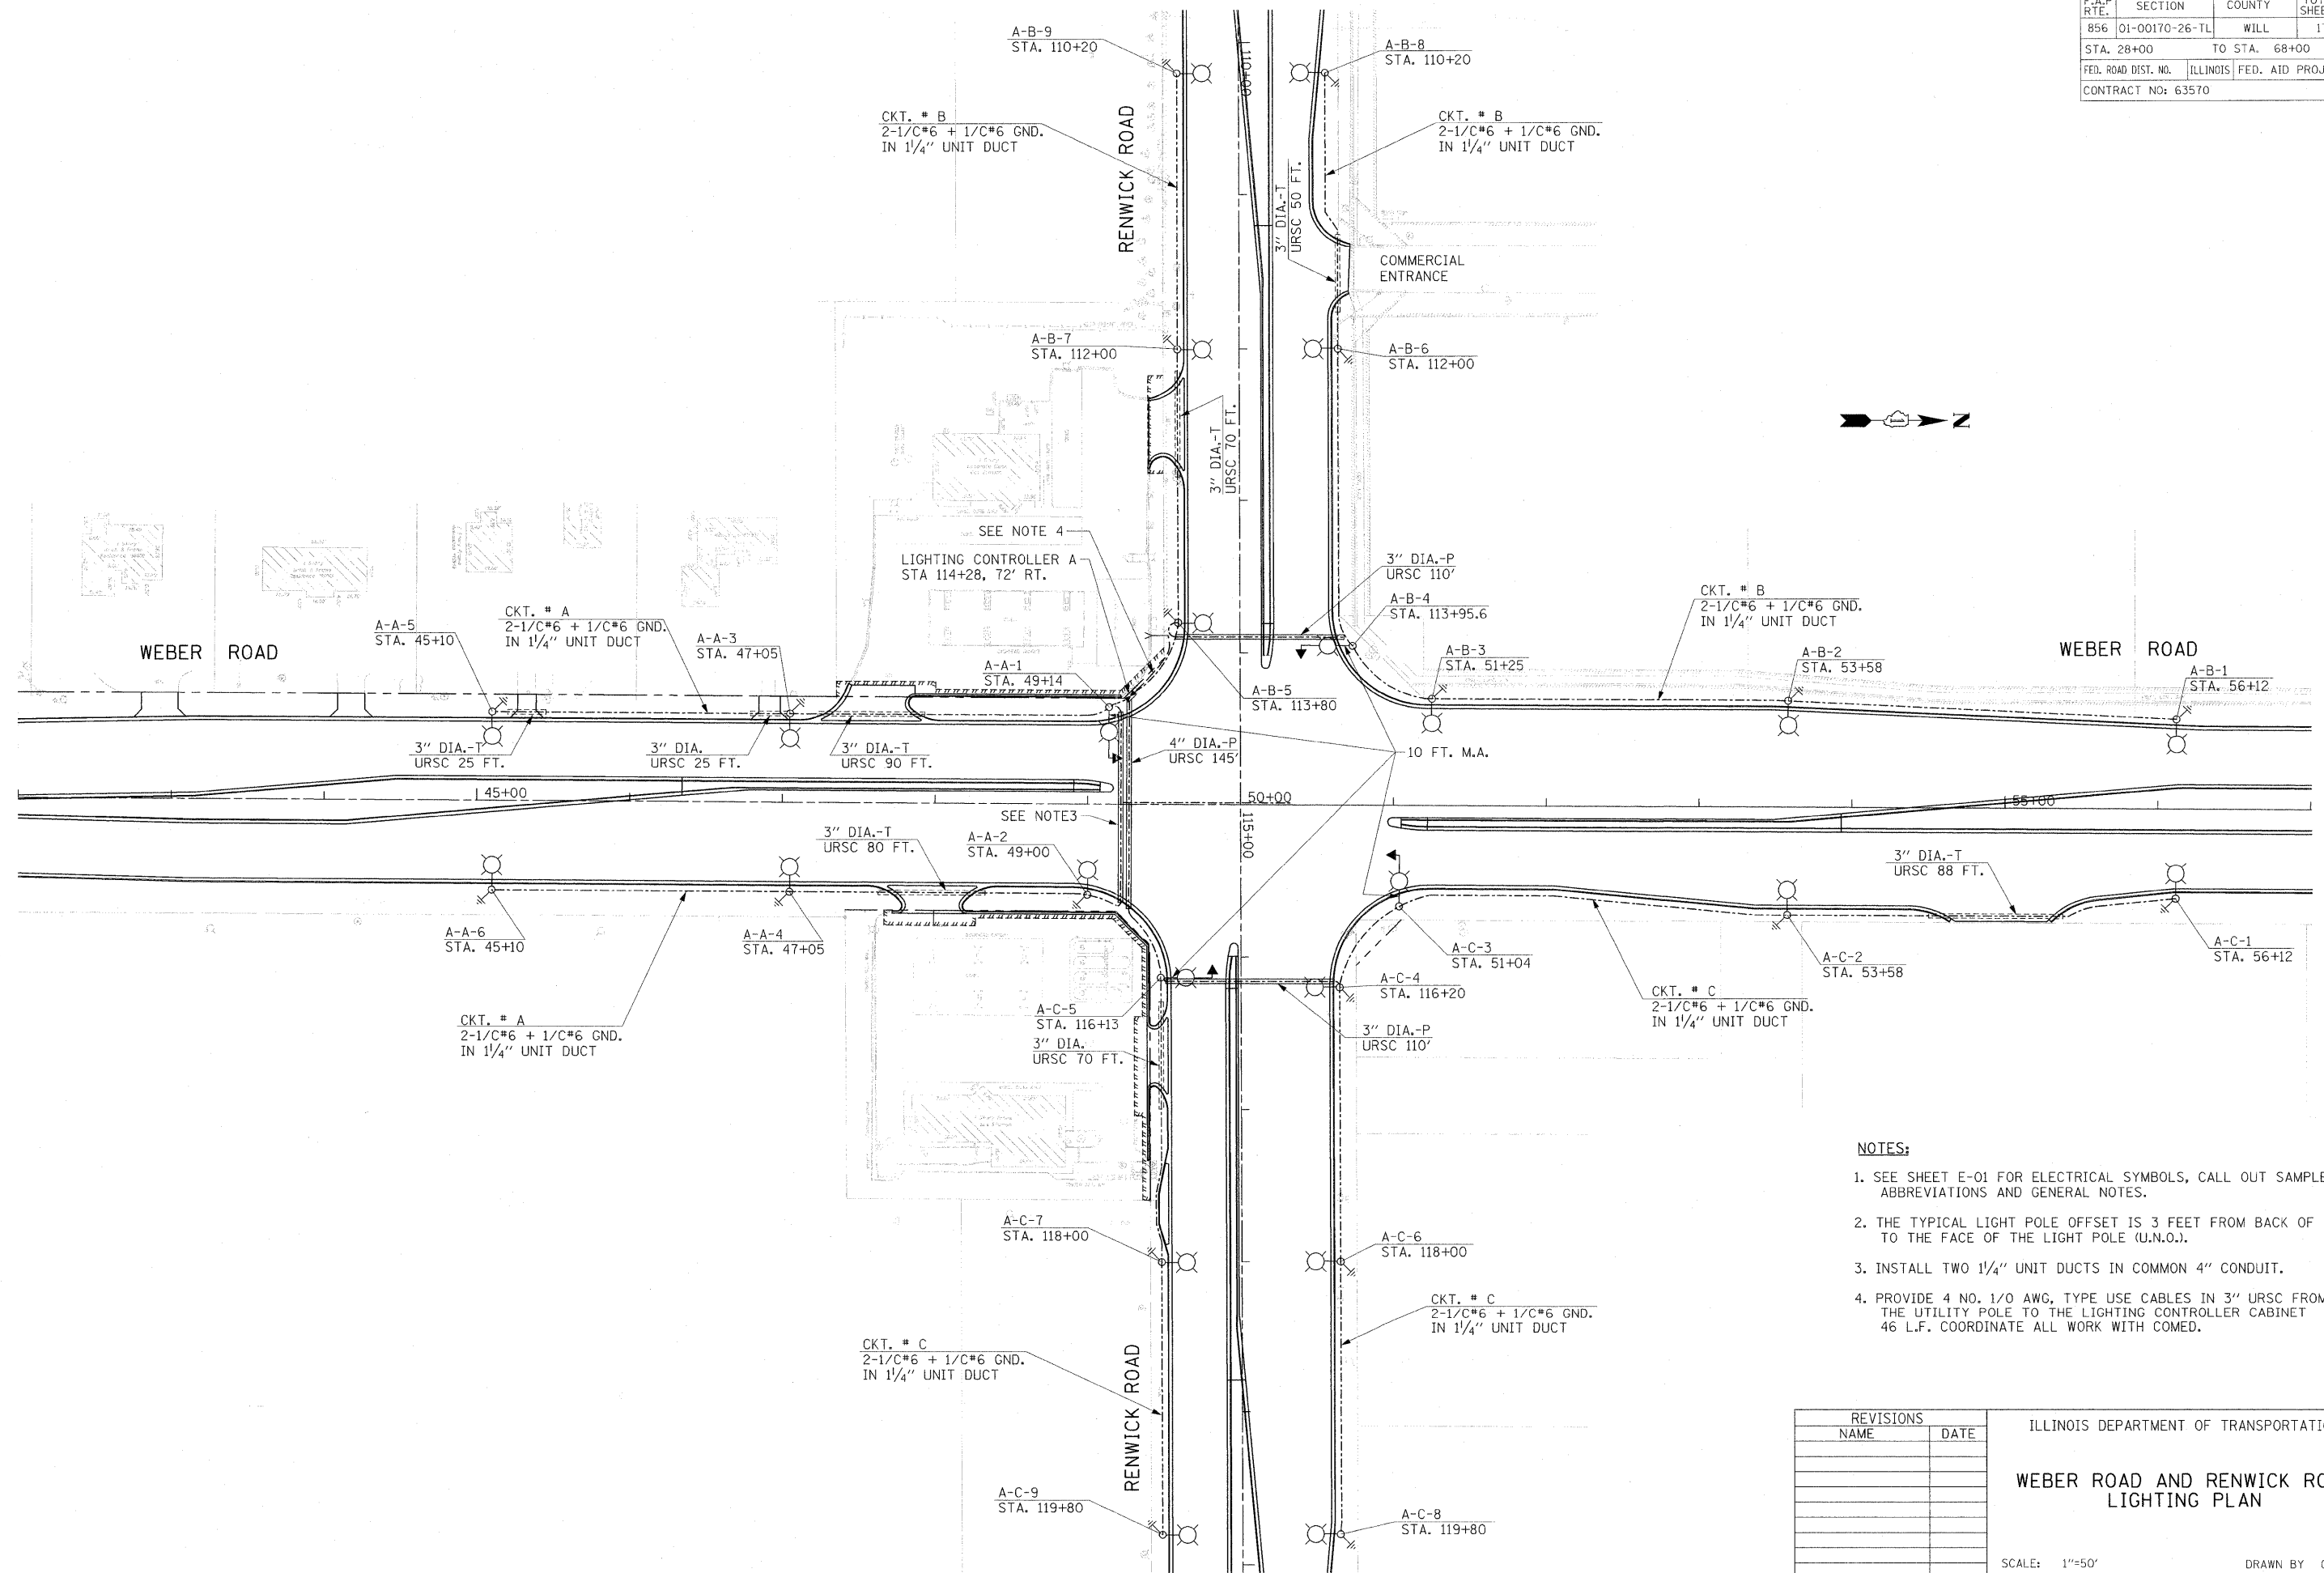 F.A.P. RTE.
SECTION
COUNTY
856
01-00170-26-TL
WILL
STA. 28+00 TO STA. 68+00
FED. ROAD DIST. NO. ILLINOIS FED. AID
CONTRACT NO: 63570
A-B-9
STA. 110+20
110+00
A-B-8
STA. 110+20
CKT. # B
2-1/C#6 + 1/C#6 GND.
IN 1 1/4" UNIT DUCT
RENWICK ROAD
CKT. # B
2-1/C#6 + 1/C#6 GND.
IN 1 1/4" UNIT DUCT
3" DIA.-T
URSC 50 FT.
COMMERCIAL
ENTRANCE
A-B-7
STA. 112+00
A-B-6
STA. 112+00
3" DIA.-T
URSC 70 FT.
N
SEE NOTE 4
LIGHTING CONTROLLER A
STA 114+28, 72' RT.
3" DIA.-P
URSC 110'
A-B-4
STA. 113+95.6
CKT. # B
2-1/C#6 + 1/C#6 GND.
IN 1 1/4" UNIT DUCT
WEBER ROAD
A-A-5
STA. 45+10
CKT. # A
2-1/C#6 + 1/C#6 GND.
IN 1 1/4" UNIT DUCT
A-A-3
STA. 47+05
A-A-1
STA. 49+14
A-B-5
STA. 113+80
A-B-3
STA. 51+25
A-B-2
STA. 53+58
WEBER ROAD
A-B-1
STA. 56+12
3" DIA.-T
URSC 25 FT.
3" DIA.
URSC 25 FT.
3" DIA.-T
URSC 90 FT.
4" DIA.-P
URSC 145'
10 FT. M.A.
45+00
50+00
55+00
115+00
SEE NOTE3
3" DIA.-T
URSC 80 FT.
A-A-2
STA. 49+00
3" DIA.-T
URSC 88 FT.
A-A-6
STA. 45+10
A-A-4
STA. 47+05
A-C-3
STA. 51+04
A-C-2
STA. 53+58
A-C-1
STA. 56+12
A-C-4
STA. 116+20
CKT. # C
2-1/C#6 + 1/C#6 GND.
IN 1 1/4" UNIT DUCT
CKT. # A
2-1/C#6 + 1/C#6 GND.
IN 1 1/4" UNIT DUCT
A-C-5
STA. 116+13
3" DIA.
URSC 70 FT.
3" DIA.-P
URSC 110'
A-C-7
STA. 118+00
A-C-6
STA. 118+00
CKT. # C
2-1/C#6 + 1/C#6 GND.
IN 1 1/4" UNIT DUCT
CKT. # C
2-1/C#6 + 1/C#6 GND.
IN 1 1/4" UNIT DUCT
RENWICK ROAD
A-C-9
STA. 119+80
A-C-8
STA. 119+80
NOTES:
1. SEE SHEET E-01 FOR ELECTRICAL SYMBOLS, CALL OUT SAMPLE
ABBREVIATIONS AND GENERAL NOTES.
2. THE TYPICAL LIGHT POLE OFFSET IS 3 FEET FROM BACK OF
TO THE FACE OF THE LIGHT POLE (U.N.O.).
3. INSTALL TWO 1 1/4" UNIT DUCTS IN COMMON 4" CONDUIT.
4. PROVIDE 4 NO. 1/0 AWG, TYPE USE CABLES IN 3" URSC FROM
THE UTILITY POLE TO THE LIGHTING CONTROLLER CABINET
46 L.F. COORDINATE ALL WORK WITH COMED.
REVISIONS
NAME DATE
ILLINOIS DEPARTMENT OF
WEBER ROAD AND RENWICK
LIGHTING PLAN
SCALE: 1"=50'
DRAWN BY